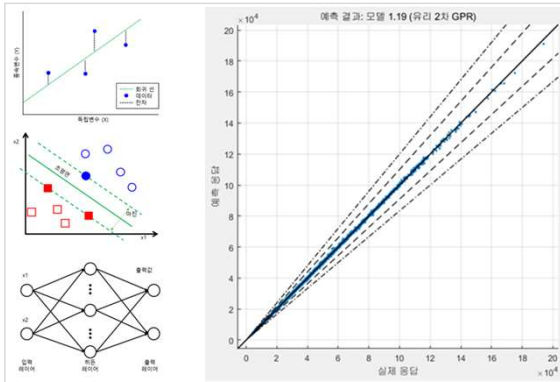 종속변수 (Y)
회귀 선
데이터
잔차
독립변수 (X)
x2
초평면
마진
x1
x1
출력값
x2
입력
레이어
히든
레이어
출력
레이어
예측 결과: 모델 1.19 (유리 2차 GPR)
×10⁴
20
18
16
14
12
10
8
6
4
2
0
예측 응답
0 2 4 6 8 10 12 14 16 18 20
×10⁴
실제 응답